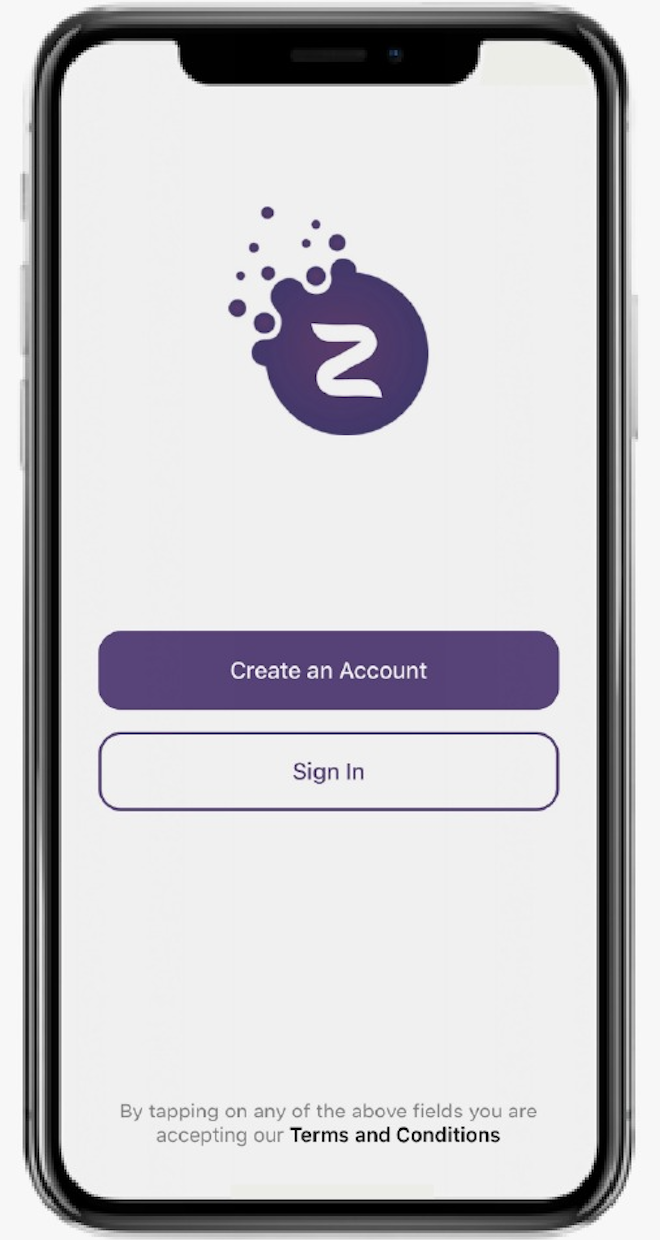 Z
Create an Account
Sign In
By tapping on any of the above fields you are
accepting our Terms and Conditions